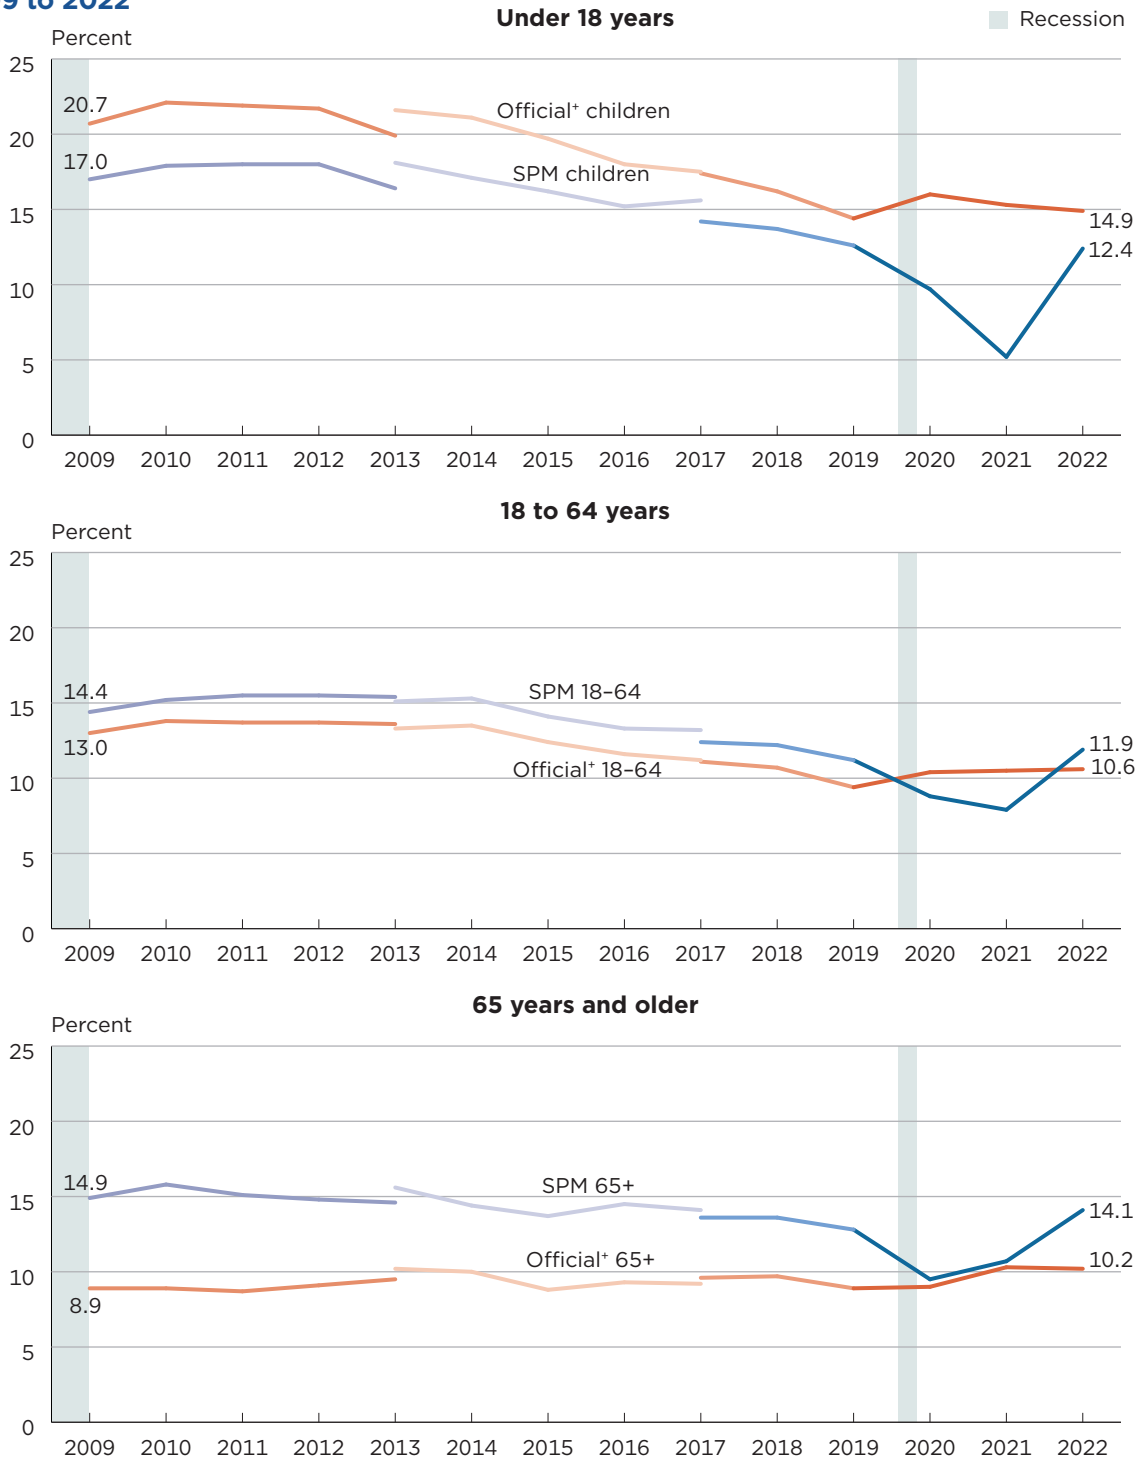 9 to 2022
Under 18 years
Recession
Percent
25
20
15
10
5
0
20.7
17.0
Official+ children
SPM children
14.9
12.4
2009 2010 2011 2012 2013 2014 2015 2016 2017 2018 2019 2020 2021 2022
18 to 64 years
Percent
25
20
15
10
5
0
14.4
13.0
SPM 18–64
Official+ 18–64
11.9
10.6
2009 2010 2011 2012 2013 2014 2015 2016 2017 2018 2019 2020 2021 2022
65 years and older
Percent
25
20
15
10
5
0
14.9
8.9
SPM 65+
Official+ 65+
14.1
10.2
2009 2010 2011 2012 2013 2014 2015 2016 2017 2018 2019 2020 2021 2022